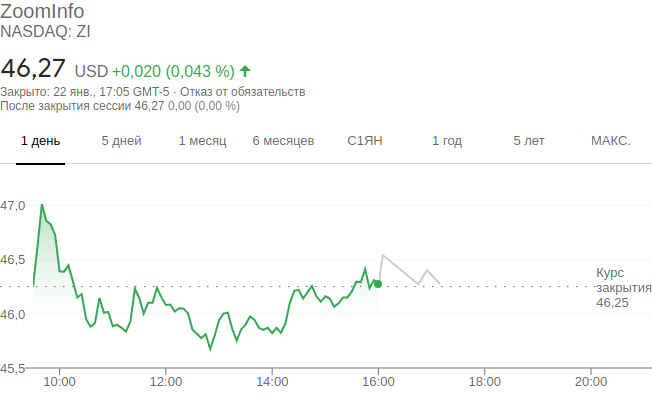 ZoomInfo
NASDAQ: ZI
46,27 USD +0,020 (0,043 %)
Закрыто: 22 янв., 17:05 GMT-5 · Отказ от обязательств
После закрытия сессии 46,27 0,00 (0,00 %)
1 день 5 дней 1 месяц 6 месяцев С1ЯН 1 год 5 лет МАКС.
47,0
46,5
Курс
закрытия
46,25
46,0
45,5
10:00 12:00 14:00 16:00 18:00 20:00